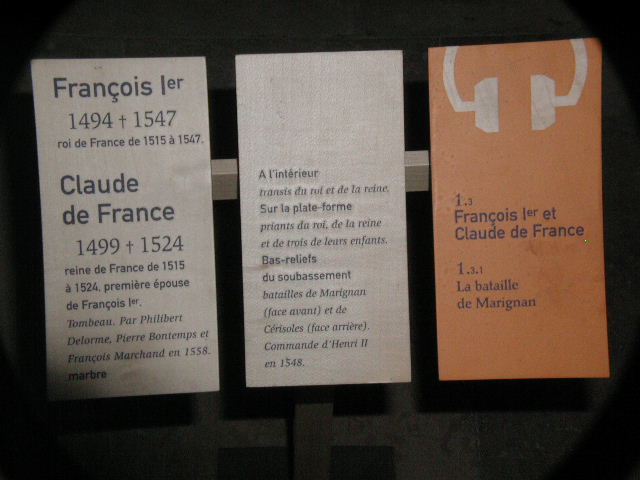 François Ier
1494 † 1547
roi de France de 1515 à 1547.
Claude
de France
1499 † 1524
reine de France de 1515
à 1524, première épouse
de François Ier.
Tombeau. Par Philibert
Delorme, Pierre Bontemps et
François Marchand en 1558.
marbre
A l'intérieur
transis du roi et de la reine.
Sur la plate-forme
priants du roi, de la reine
et de trois de leurs enfants.
Bas-reliefs
du soubassement
batailles de Marignan
(face avant) et de
Cérisoles (face arrière).
Commande d'Henri II
en 1548.
1.3
François Ier et
Claude de France
1.3.1
La bataille
de Marignan